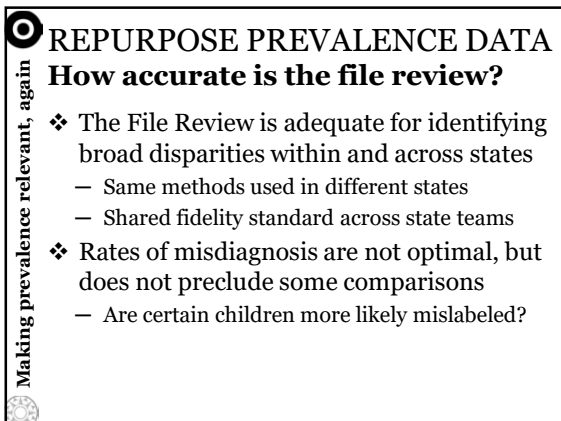 REPURPOSE PREVALENCE DATA
How accurate is the file review?
❖ The File Review is adequate for identifying
broad disparities within and across states
– Same methods used in different states
– Shared fidelity standard across state teams
❖ Rates of misdiagnosis are not optimal, but
does not preclude some comparisons
– Are certain children more likely mislabeled?
Making prevalence relevant, again